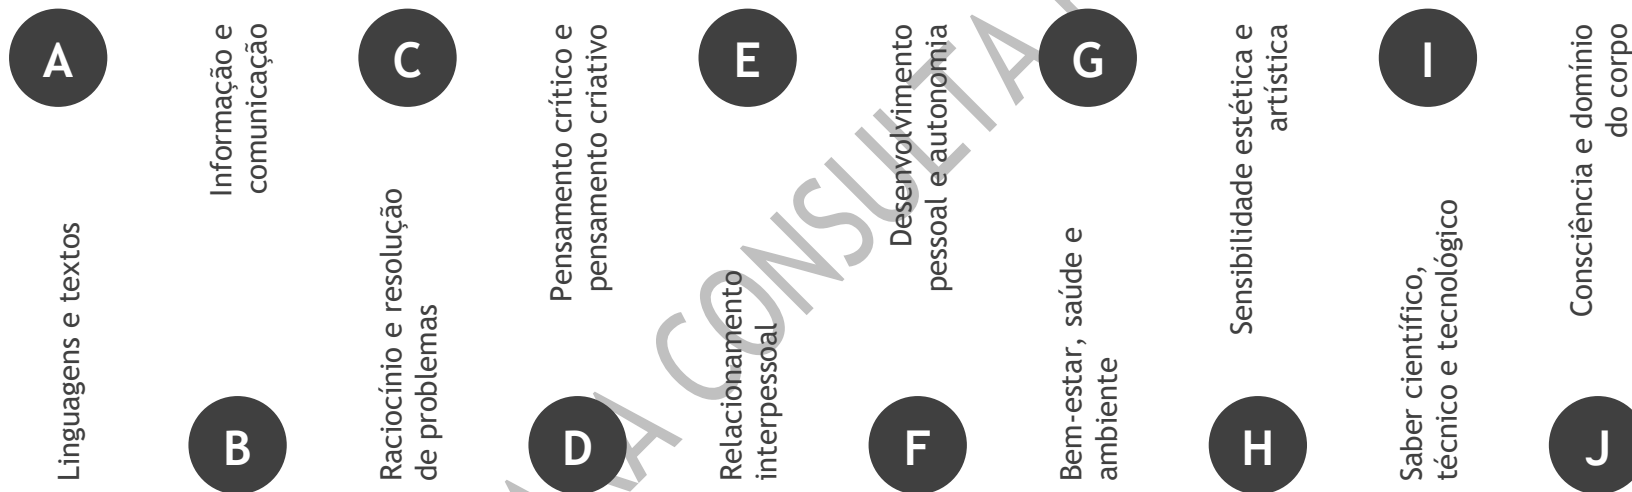 A
Linguagens e textos
Informação e
comunicação
B
C
Raciocínio e resolução
de problemas
Pensamento crítico e
pensamento criativo
D
E
Relacionamento
interpessoal
Desenvolvimento
pessoal e autonomia
F
G
Bem-estar, saúde e
ambiente
Sensibilidade estética e
artística
H
I
Saber científico,
técnico e tecnológico
Consciência e domínio
do corpo
J
CONSULTA